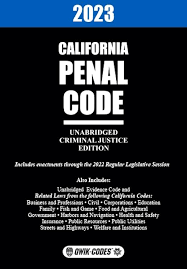 2023
CALIFORNIA
PENAL
CODE
UNABRIDGED
CRIMINAL JUSTICE
EDITION
Includes enactments through the 2022 Regular Legislative Session
Also Includes:
Unabridged Evidence Code and
Related Laws from the following California Codes:
Business and Professions • Civil • Corporations • Education
Family • Fish and Game • Food and Agricultural
Government • Harbors and Navigation • Health and Safety
Insurance • Public Resources • Public Utilities
Streets and Highways • Welfare and Institutions
QWIK-CODES